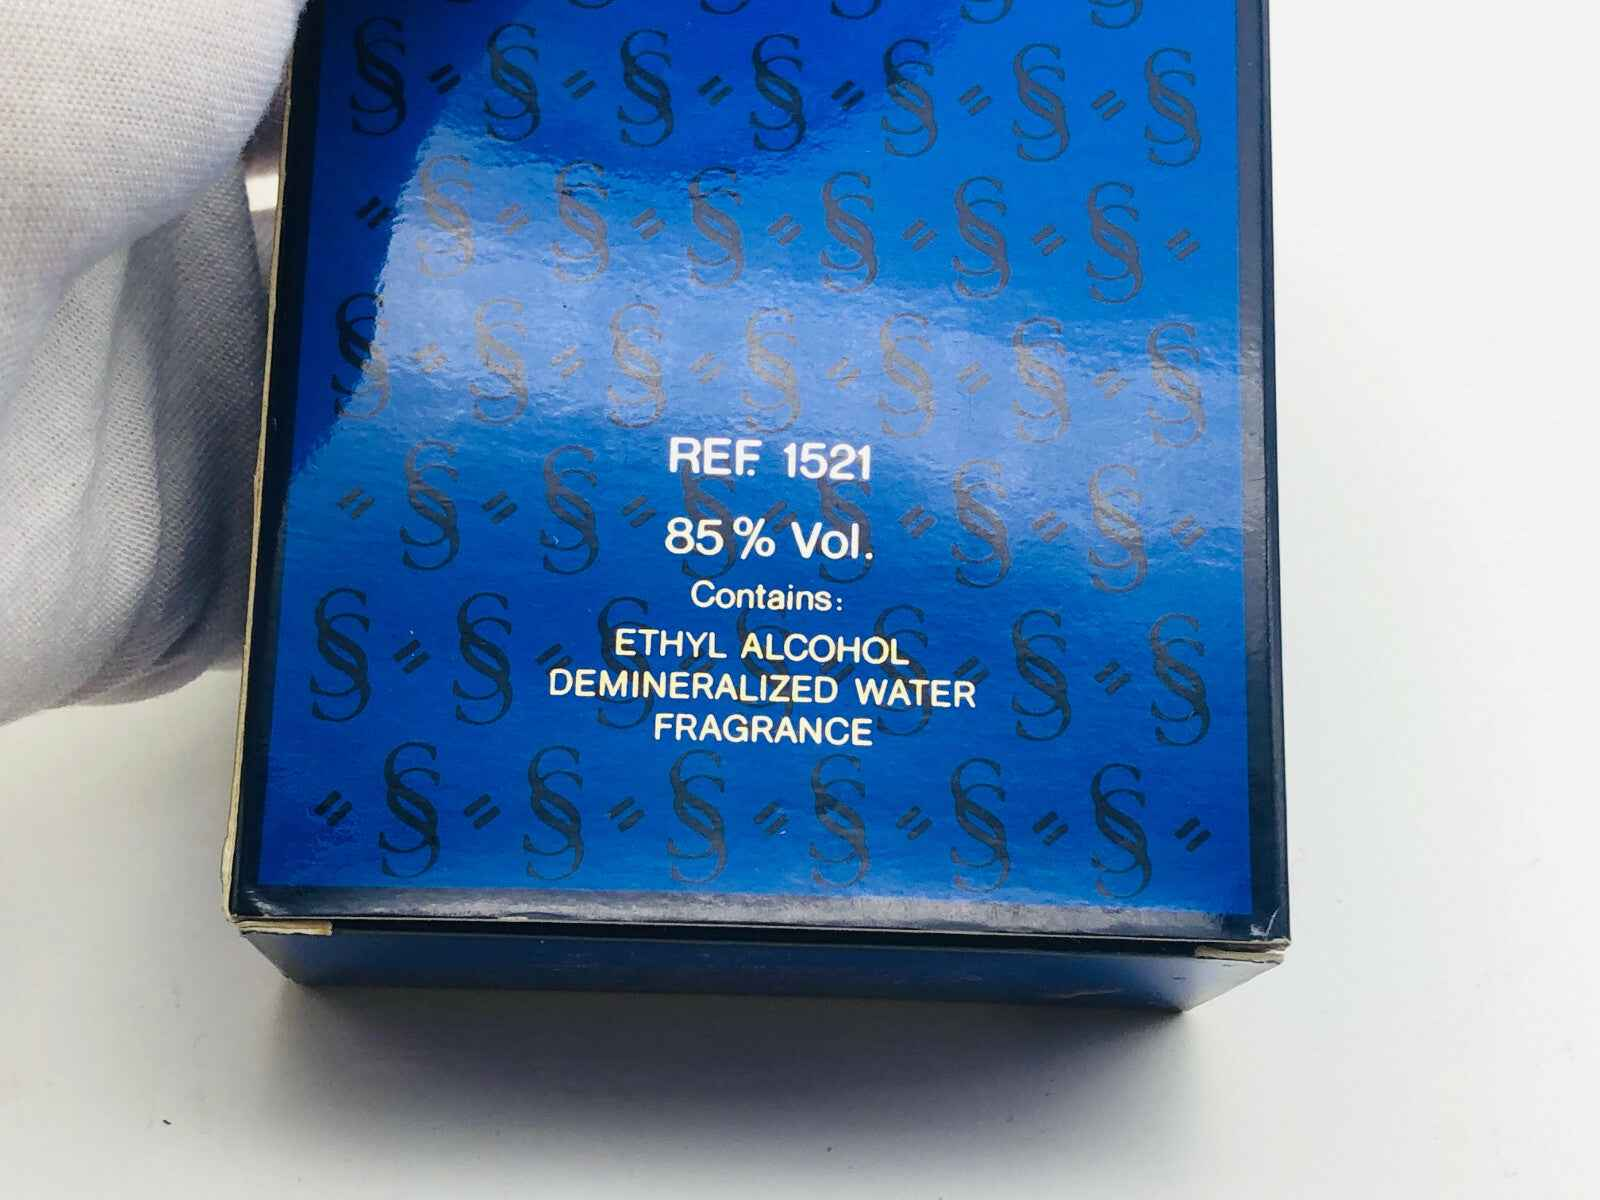 REF. 1521
85% Vol.
Contains:
ETHYL ALCOHOL
DEMINERALIZED WATER
FRAGRANCE